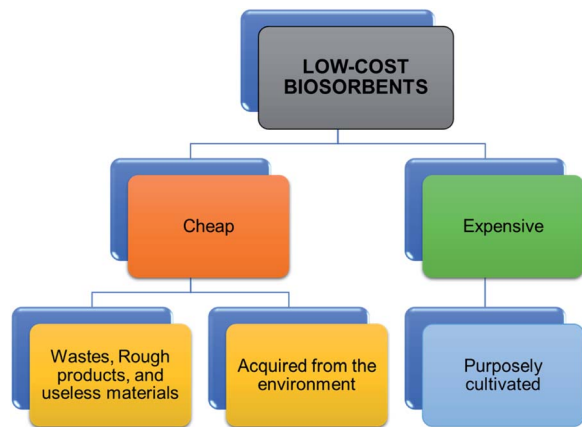 LOW-COST
BIOSORBENTS
Cheap
Expensive
Wastes, Rough
products, and
useless materials
Acquired from the
environment
Purposely
cultivated